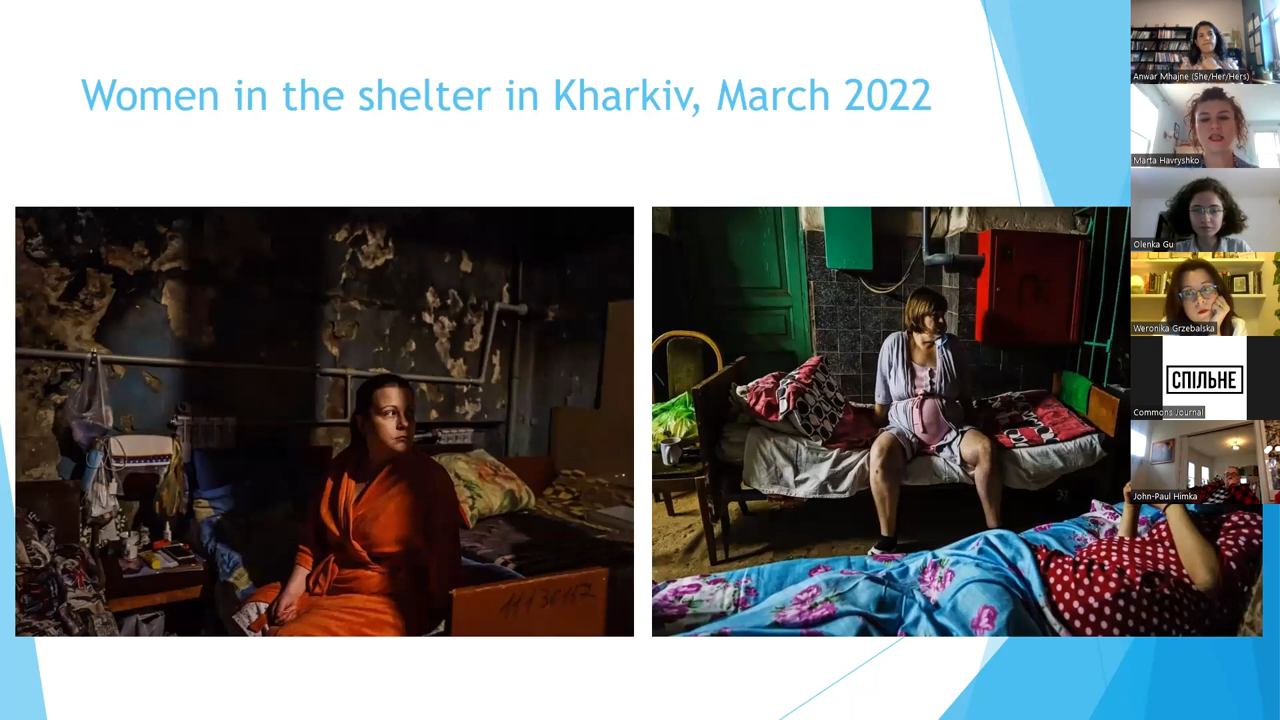 Women in the shelter in Kharkiv, March 2022
Anwar Mhajne (She/Her/Hers)
Marta Havryshko
Olenka Gu
Weronika Grzebalska
СПІЛЬНЕ
Commons Journal
John-Paul Himka